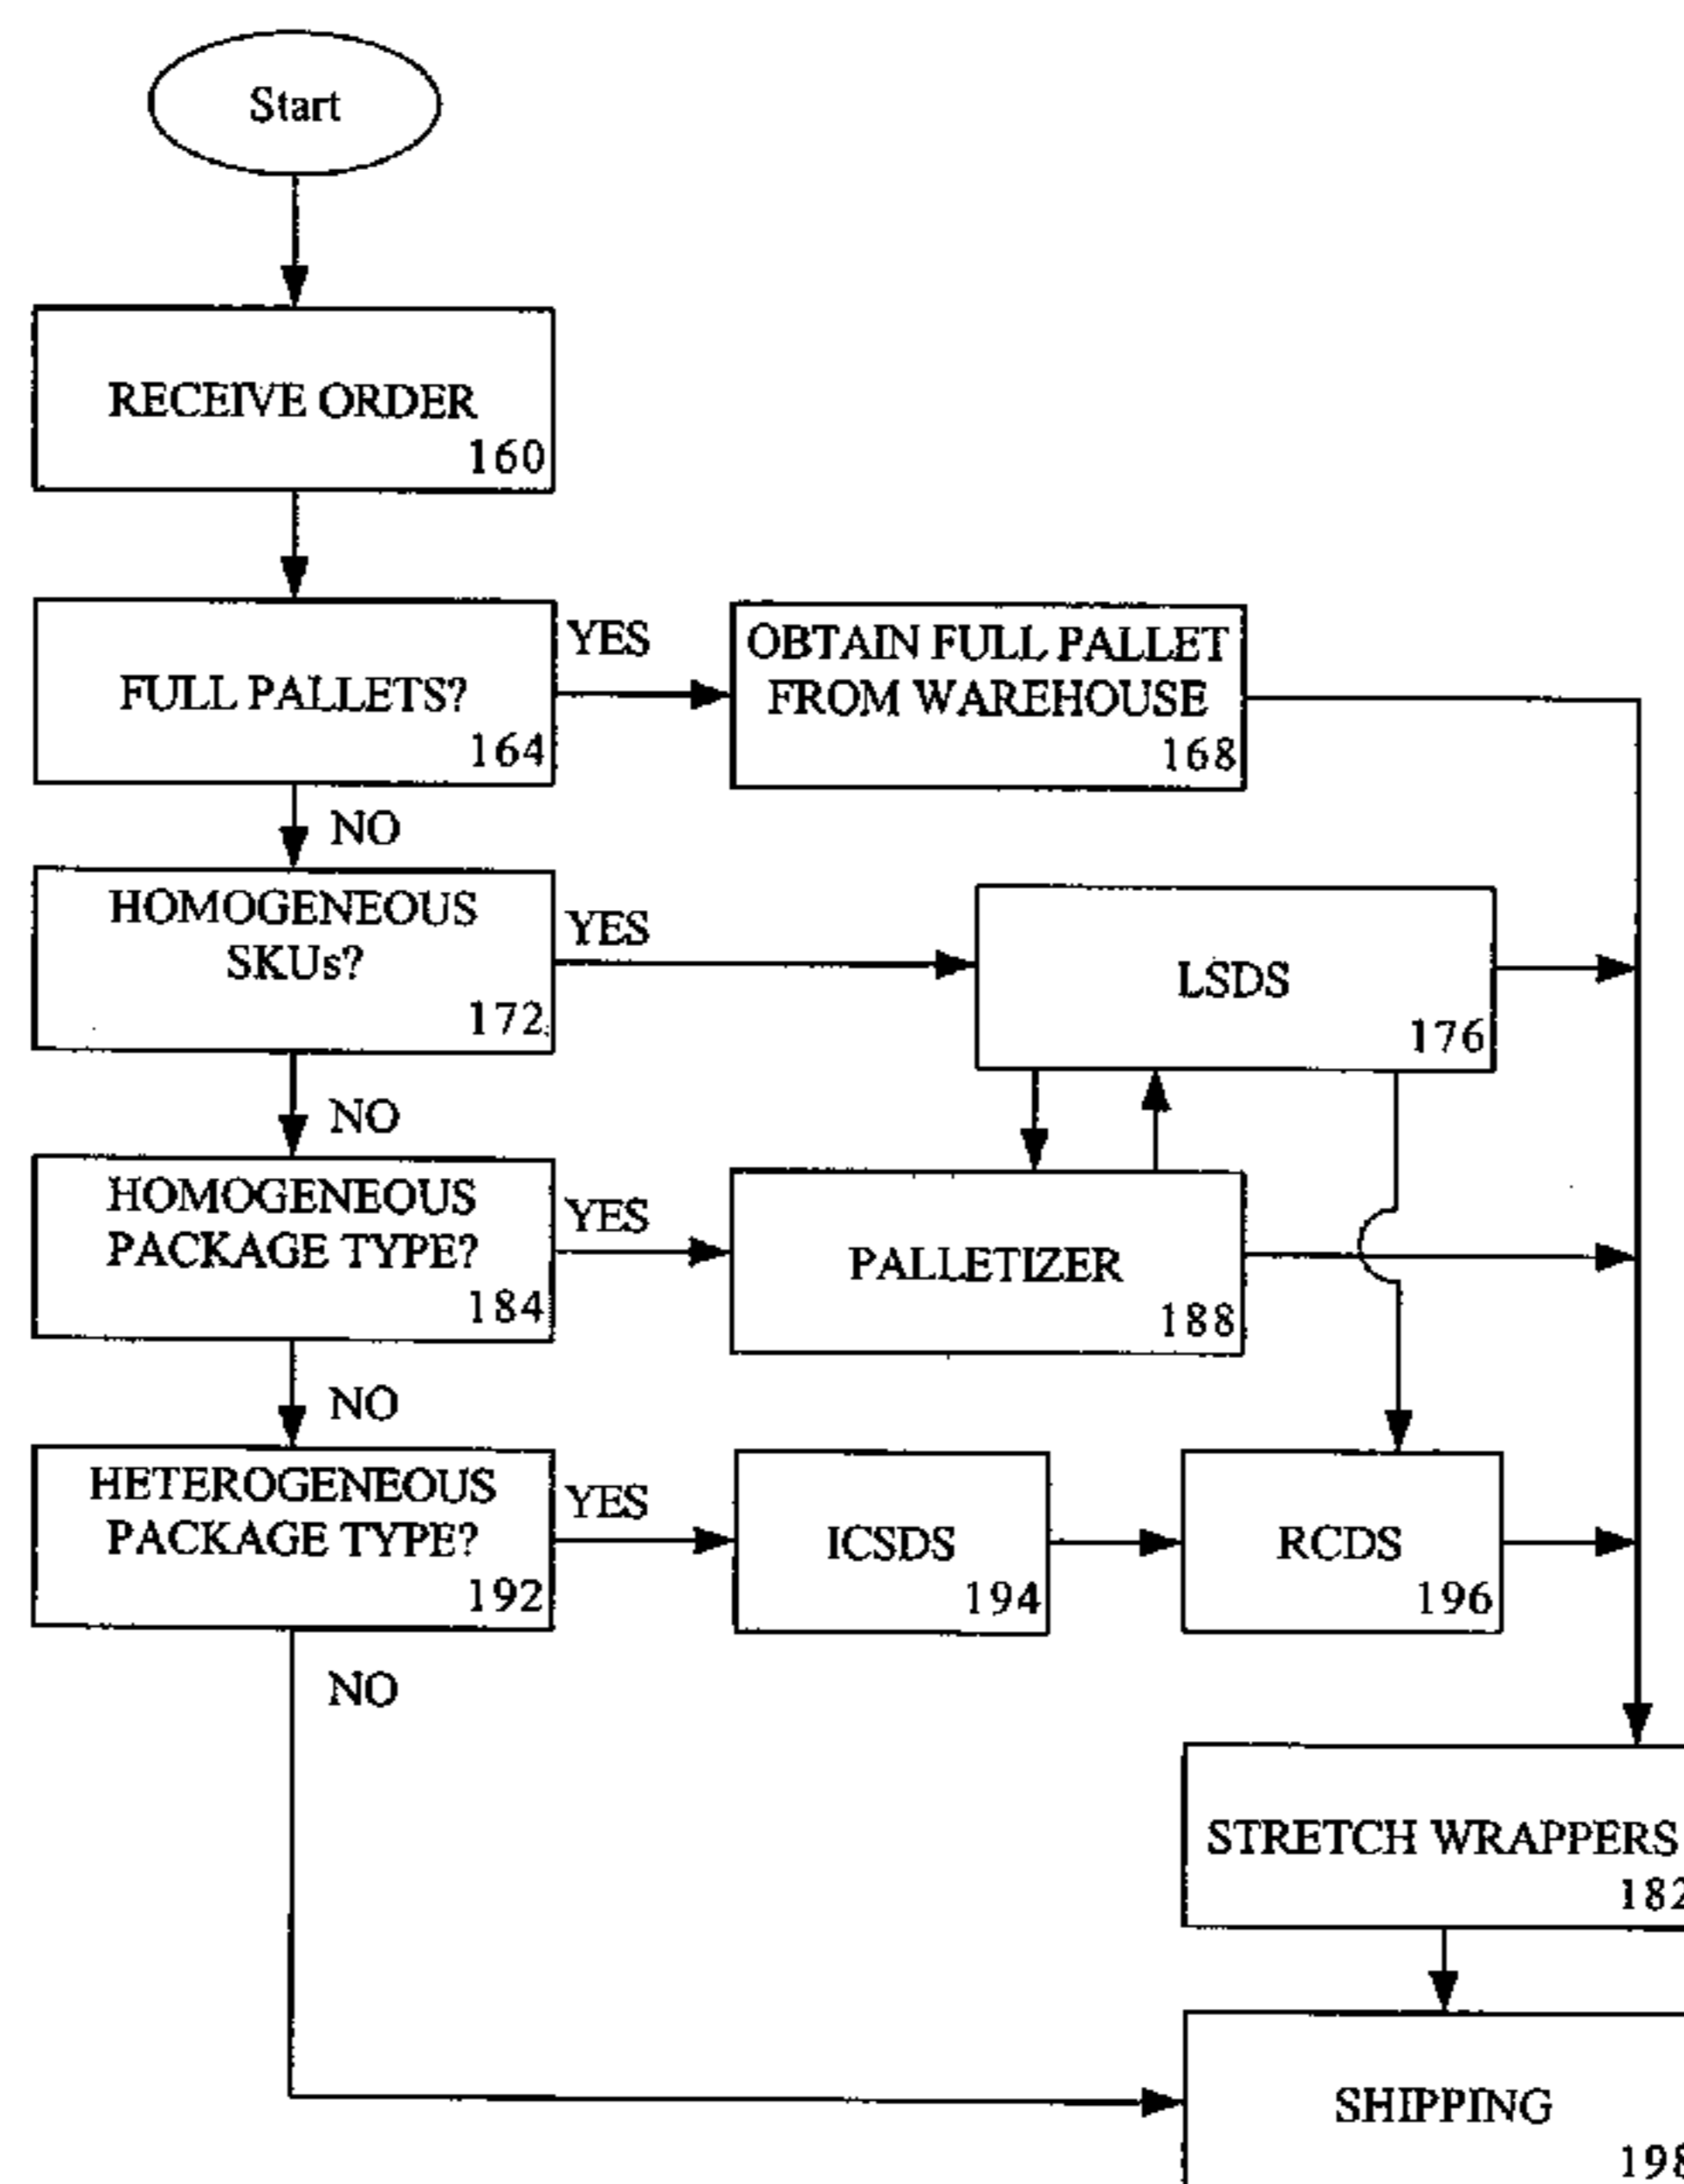 Start
RECEIVE ORDER
160
FULL PALLETS?
164
YES
OBTAIN FULL PALLET
FROM WAREHOUSE
168
NO
HOMOGENEOUS
SKUs?
172
YES
LSDS
176
NO
HOMOGENEOUS
PACKAGE TYPE?
184
YES
PALLETIZER
188
NO
HETEROGENEOUS
PACKAGE TYPE?
192
YES
ICSDS
194
RCDS
196
NO
STRETCH WRAPPERS
182
SHIPPING
198